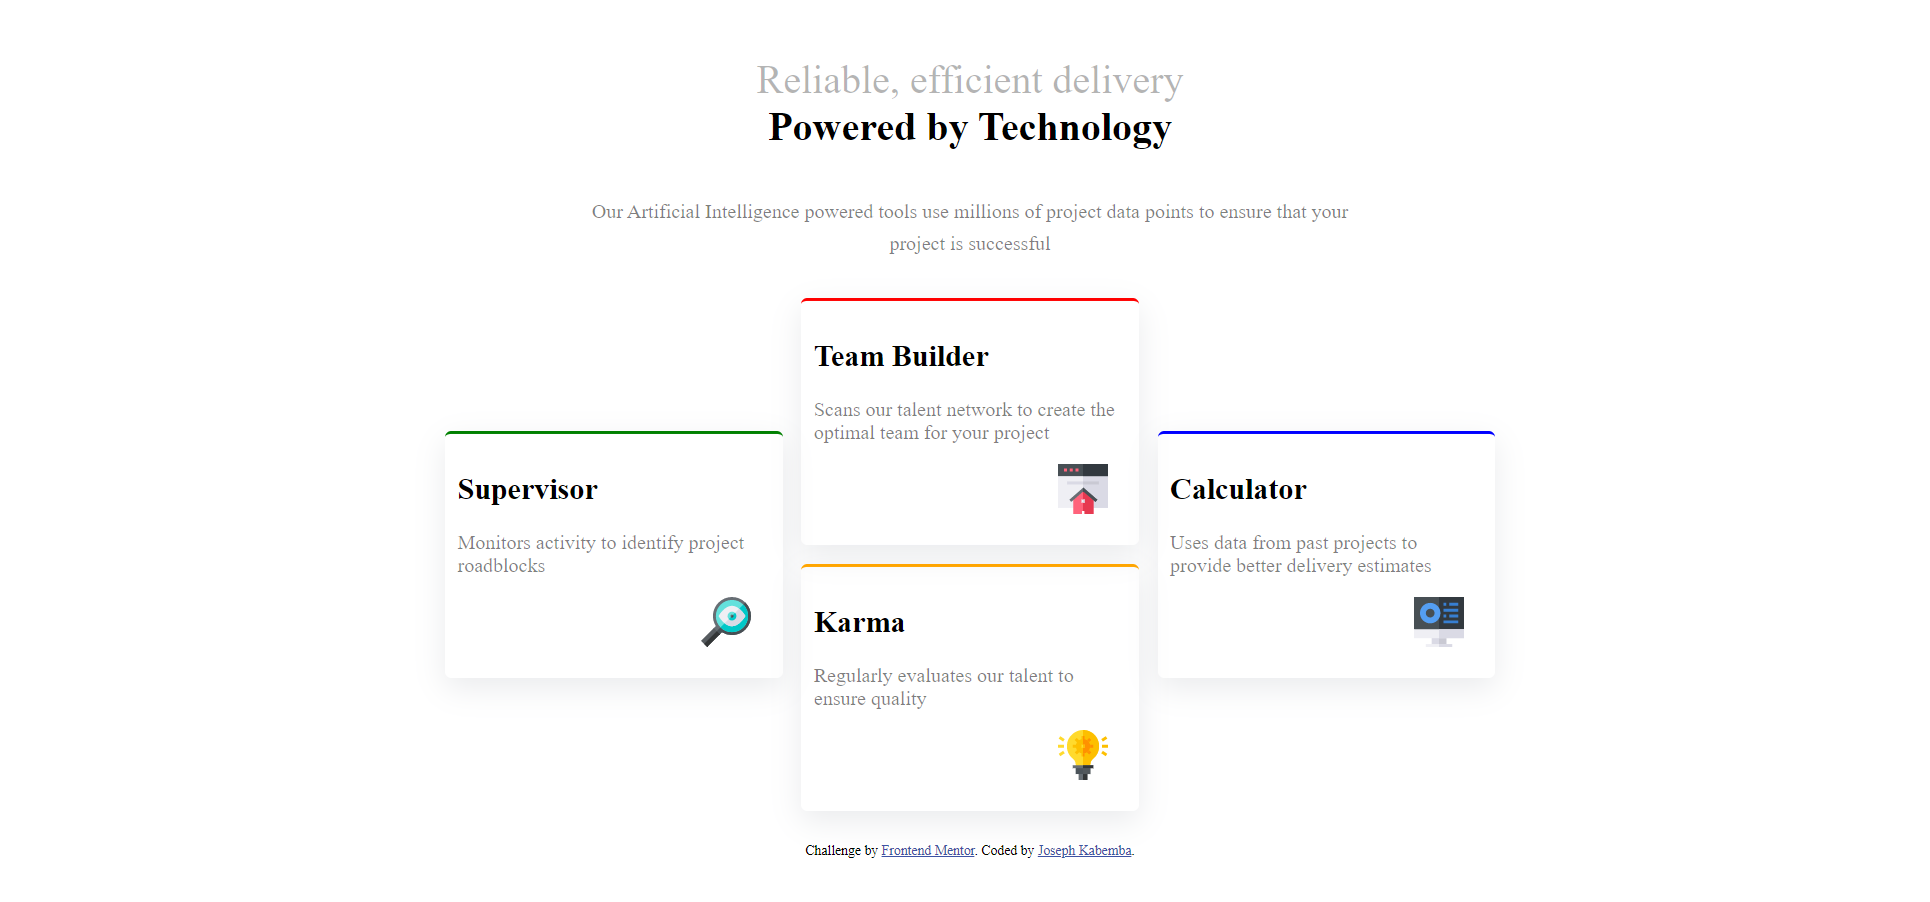 Reliable, efficient delivery
Powered by Technology
Our Artificial Intelligence powered tools use millions of project data points to ensure that your
project is successful
Team Builder
Scans our talent network to create the
optimal team for your project
Supervisor
Monitors activity to identify project
roadblocks
Calculator
Uses data from past projects to
provide better delivery estimates
Karma
Regularly evaluates our talent to
ensure quality
Challenge by Frontend Mentor. Coded by Joseph Kabemba.